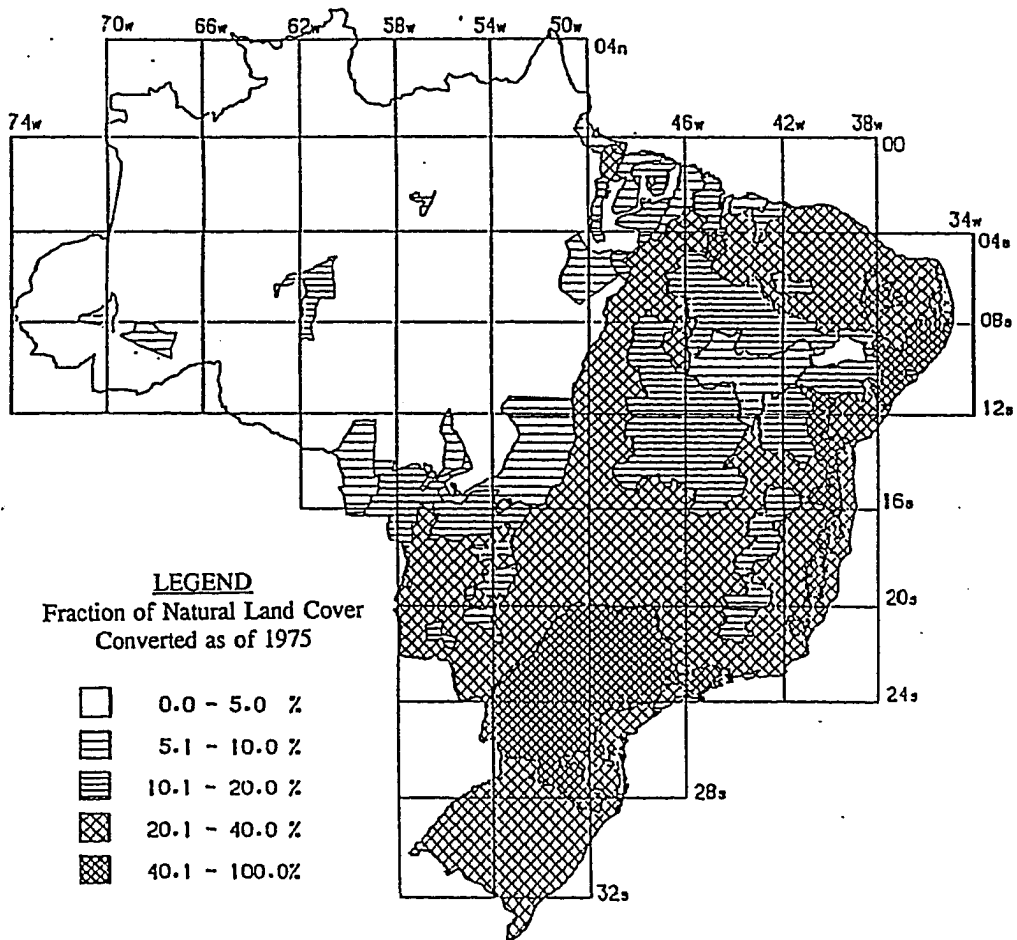 70w 66w 62w 58w 54w 50w
04n
74w 46w 42w 38w
00
34w
04s
08s
12s
16s
LEGEND
Fraction of Natural Land Cover
Converted as of 1975
20s
0.0 - 5.0 %
24s
5.1 - 10.0 %
10.1 - 20.0 %
28s
20.1 - 40.0 %
40.1 - 100.0%
32s